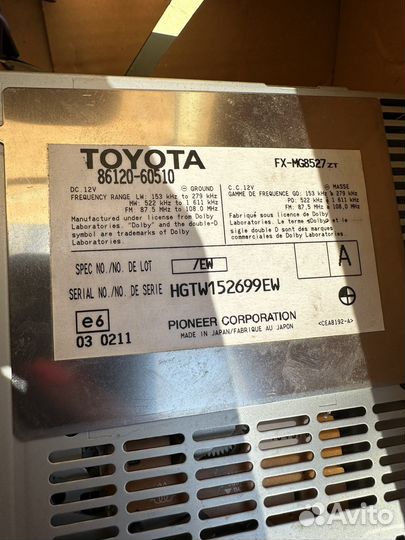 TOYOTA
86120-60510
FX-MG8527ZT
DC.12V
⊖ GROUND
FREQUENCY RANGE LW: 153 kHz to 279 kHz
MW: 522 kHz to 1 611 kHz
FM: 87.5 MHz to 108.0 MHz
Manufactured under license from Dolby
Laboratories. "Dolby" and the double-D
symbol are trademarks of Dolby
Laboratories.
C.C.12V
⊖ MASSE
GAMME DE FREQUENCE GO: 153 kHz à 279 kHz
PO: 522 kHz à 1 611 kHz
FM: 87.5 MHz à 108.0 MHz
Fabriqué sous licence de Dolby
Laboratories. Le terme Dolby et le
sigle double D sont des marques
commerciales de Dolby Laboratories.
SPEC NO./NO. DE LOT
/EW
A
SERIAL NO./NO. DE SÉRIE
HGTW152699EW
e6
03 0211
PIONEER CORPORATION
MADE IN JAPAN/FABRIQUE AU JAPON
<CEA8192-A>
Avito